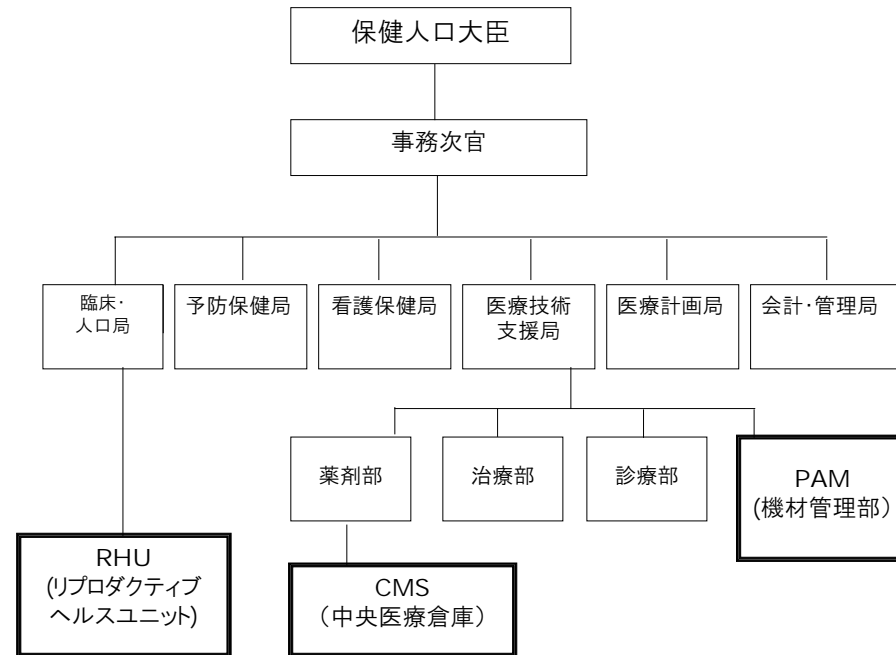 保健人口大臣
事務次官
臨床･
人口局
予防保健局
看護保健局
医療技術
支援局
医療計画局
会計･管理局
薬剤部
治療部
診療部
PAM
(機材管理部）
RHU
(リプロダクティブ
ヘルスユニット)
CMS
（中央医療倉庫）